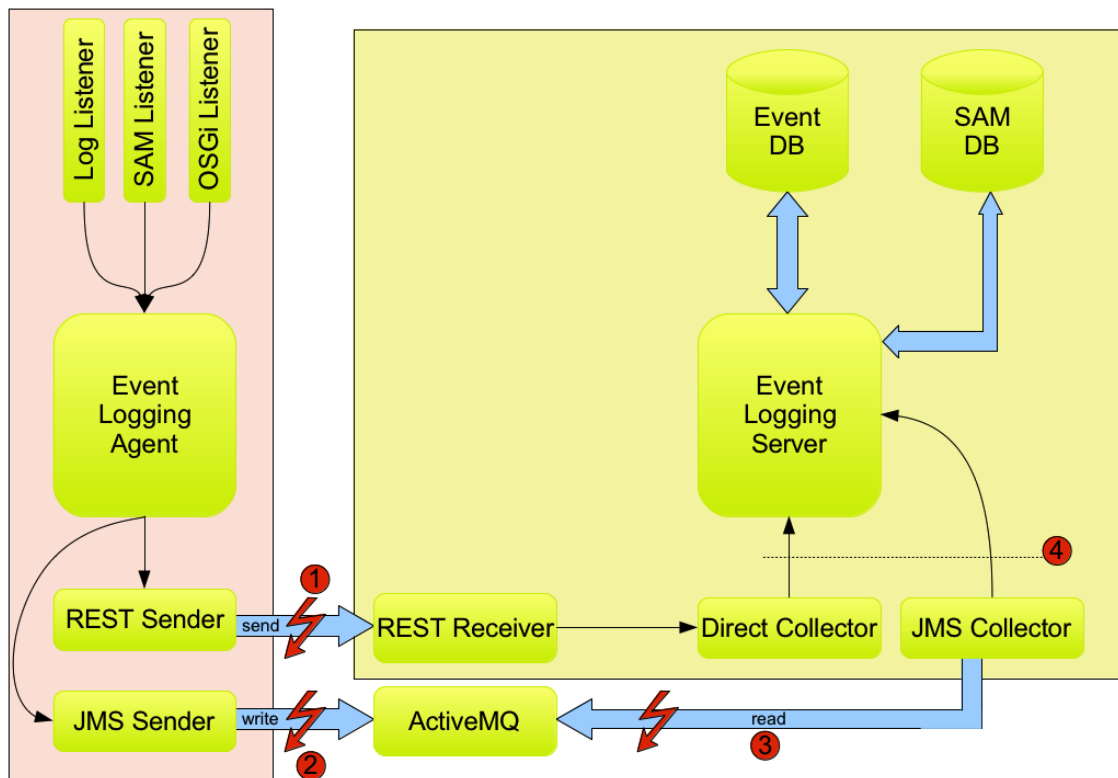 Log Listener
SAM Listener
OSGi Listener
Event
DB
SAM
DB
Event
Logging
Agent
Event
Logging
Server
4
1
REST Sender
send
REST Receiver
Direct Collector
JMS Collector
JMS Sender
write
ActiveMQ
read
2
3